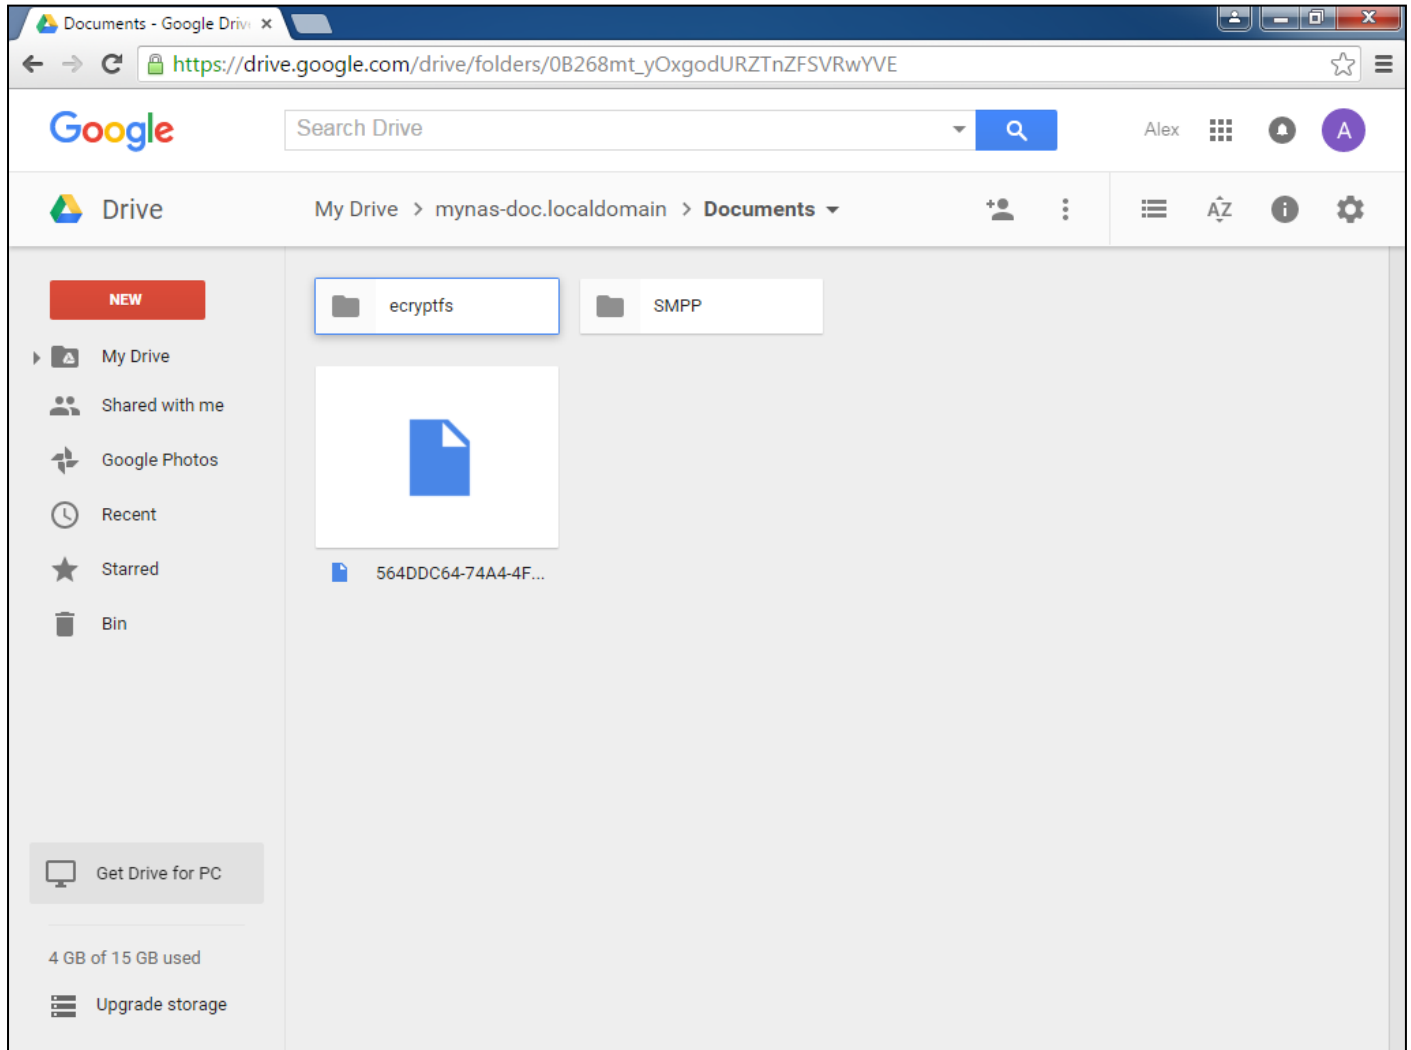 Documents - Google Driv
https://drive.google.com/drive/folders/0B268mt_yOxgodURZTnZFSVRwYVE
Google
Search Drive
Alex
A
Drive
My Drive > mynas-doc.localdomain > Documents
AZ
NEW
ecryptfs
SMPP
My Drive
Shared with me
Google Photos
Recent
Starred
Bin
564DDC64-74A4-4F...
Get Drive for PC
4 GB of 15 GB used
Upgrade storage